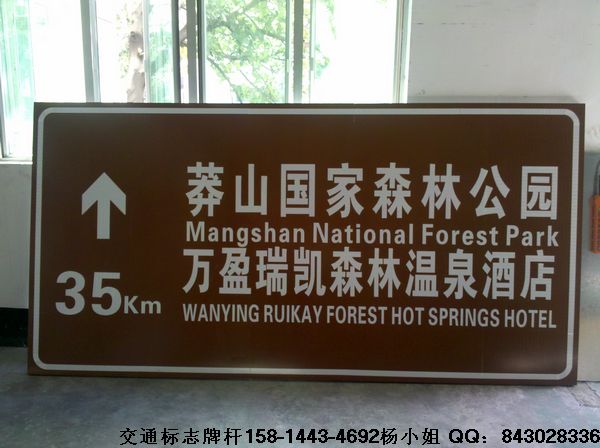 莽山国家森林公园
Mangshan National Forest Park
万盈瑞凯森林温泉酒店
WANYING RUIKAY FOREST HOT SPRINGS HOTEL
35Km
交通标志牌杆158-1443-4692杨小姐 QQ：843028336